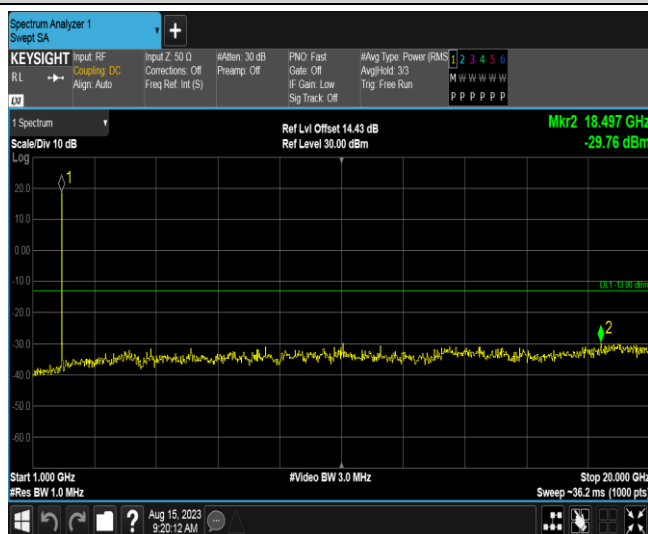 Spectrum Analyzer 1
Swept SA
+
KEYSIGHT
RL
LXI
Input: RF
Coupling: DC
Align: Auto
Input Z: 50 Ω
Corrections: Off
Freq Ref: Int (S)
#Atten: 30 dB
Preamp: Off
PNO: Fast
Gate: Off
IF Gain: Low
Sig Track: Off
#Avg Type: Power (RMS
Avg|Hold: 3/3
Trig: Free Run
1 2 3 4 5 6
M W W W W W
P P P P P P
1 Spectrum
Scale/Div 10 dB
Log
Ref Lvl Offset 14.43 dB
Ref Level 30.00 dBm
Mkr2 18.497 GHz
-29.76 dBm
1
20.0
10.0
0.00
-10.0
DL1 -13.00 dBm
-20.0
2
-30.0
-40.0
-50.0
-60.0
Start 1.000 GHz
#Res BW 1.0 MHz
#Video BW 3.0 MHz
Stop 20.000 GHz
Sweep ~36.2 ms (1000 pts)
?
Aug 15, 2023
9:20:12 AM